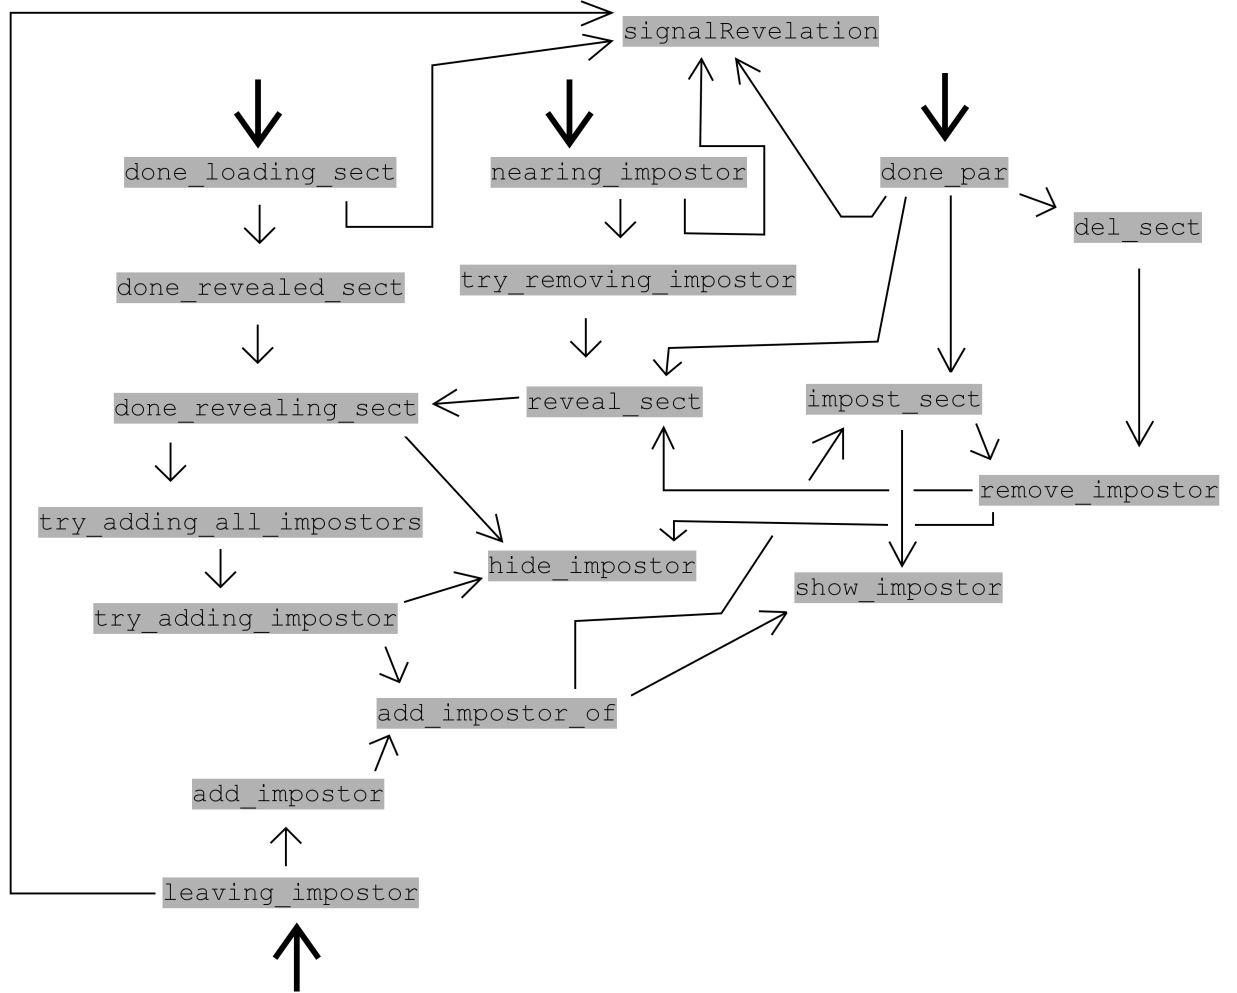 signalRevelation
done_loading_sect
nearing_impostor
done_par
del_sect
done_revealed_sect
try_removing_impostor
done_revealing_sect
reveal_sect
impost_sect
remove_impostor
try_adding_all_impostors
hide_impostor
show_impostor
try_adding_impostor
add_impostor_of
add_impostor
leaving_impostor